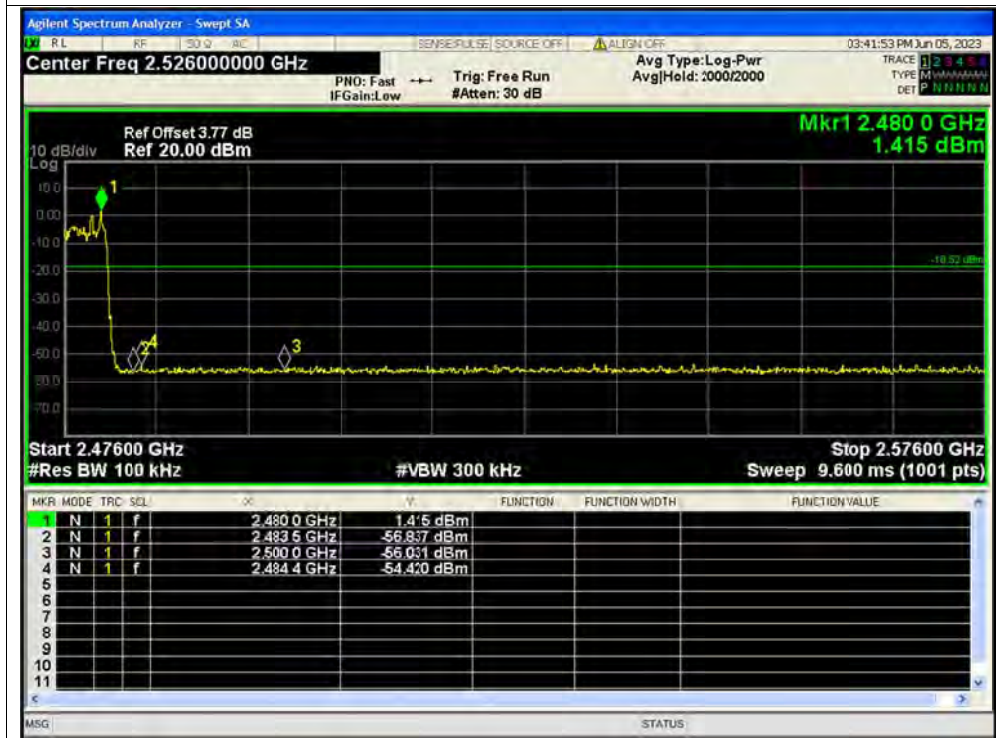 Agilent Spectrum Analyzer - Swept SA
RL RF 50 Ω AC SENSE:PULSE SOURCE OFF ALIGN OFF 03:41:53 PM Jun 05, 2023
Center Freq 2.526000000 GHz
PNO: Fast
IFGain:Low
Trig: Free Run
#Atten: 30 dB
Avg Type:Log-Pwr
Avg|Hold: 2000/2000
TRACE 1 2 3 4 5 6
TYPE M
DET P N N N N N
Mkr1 2.480 0 GHz
1.415 dBm
Ref Offset 3.77 dB
10 dB/div Ref 20.00 dBm
Log
10.0
0.00
-10.0
-20.0
-30.0
-40.0
-50.0
-70.0
1
2
4
3
-18.52 dBm
Start 2.47600 GHz Stop 2.57600 GHz
#Res BW 100 kHz #VBW 300 kHz Sweep 9.600 ms (1001 pts)
MKR MODE TRC SCL X Y FUNCTION FUNCTION WIDTH FUNCTION VALUE
1 N 1 f 2.480 0 GHz 1.415 dBm
2 N 1 f 2.483 5 GHz -56.837 dBm
3 N 1 f 2.500 0 GHz -56.031 dBm
4 N 1 f 2.484 4 GHz -54.420 dBm
5
6
7
8
9
10
11
MSG STATUS